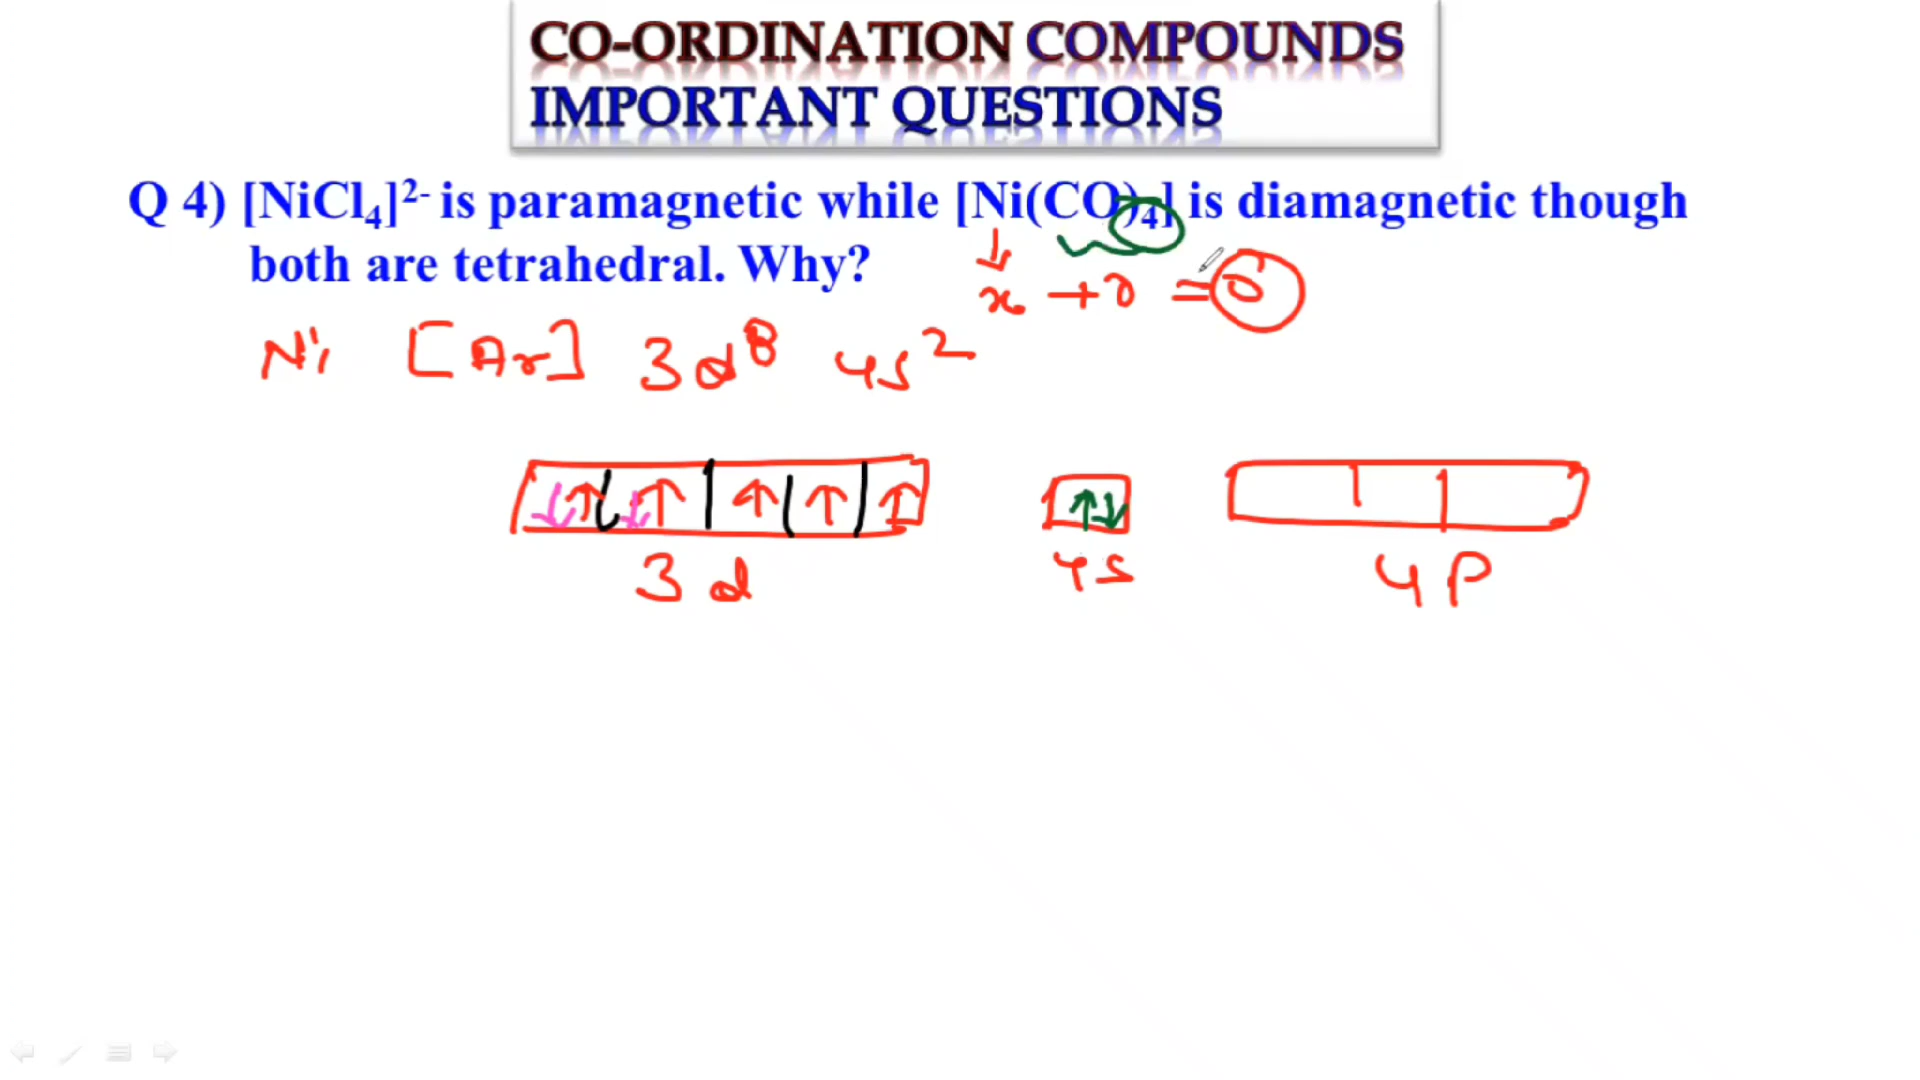 CO-ORDINATION COMPOUNDS
IMPORTANT QUESTIONS
Q 4) [NiCl₄]²⁻ is paramagnetic while [Ni(CO)₄] is diamagnetic though
both are tetrahedral. Why?
x + 0 = 0
Ni [Ar] 3d⁸ 4s²
3d 4s 4P